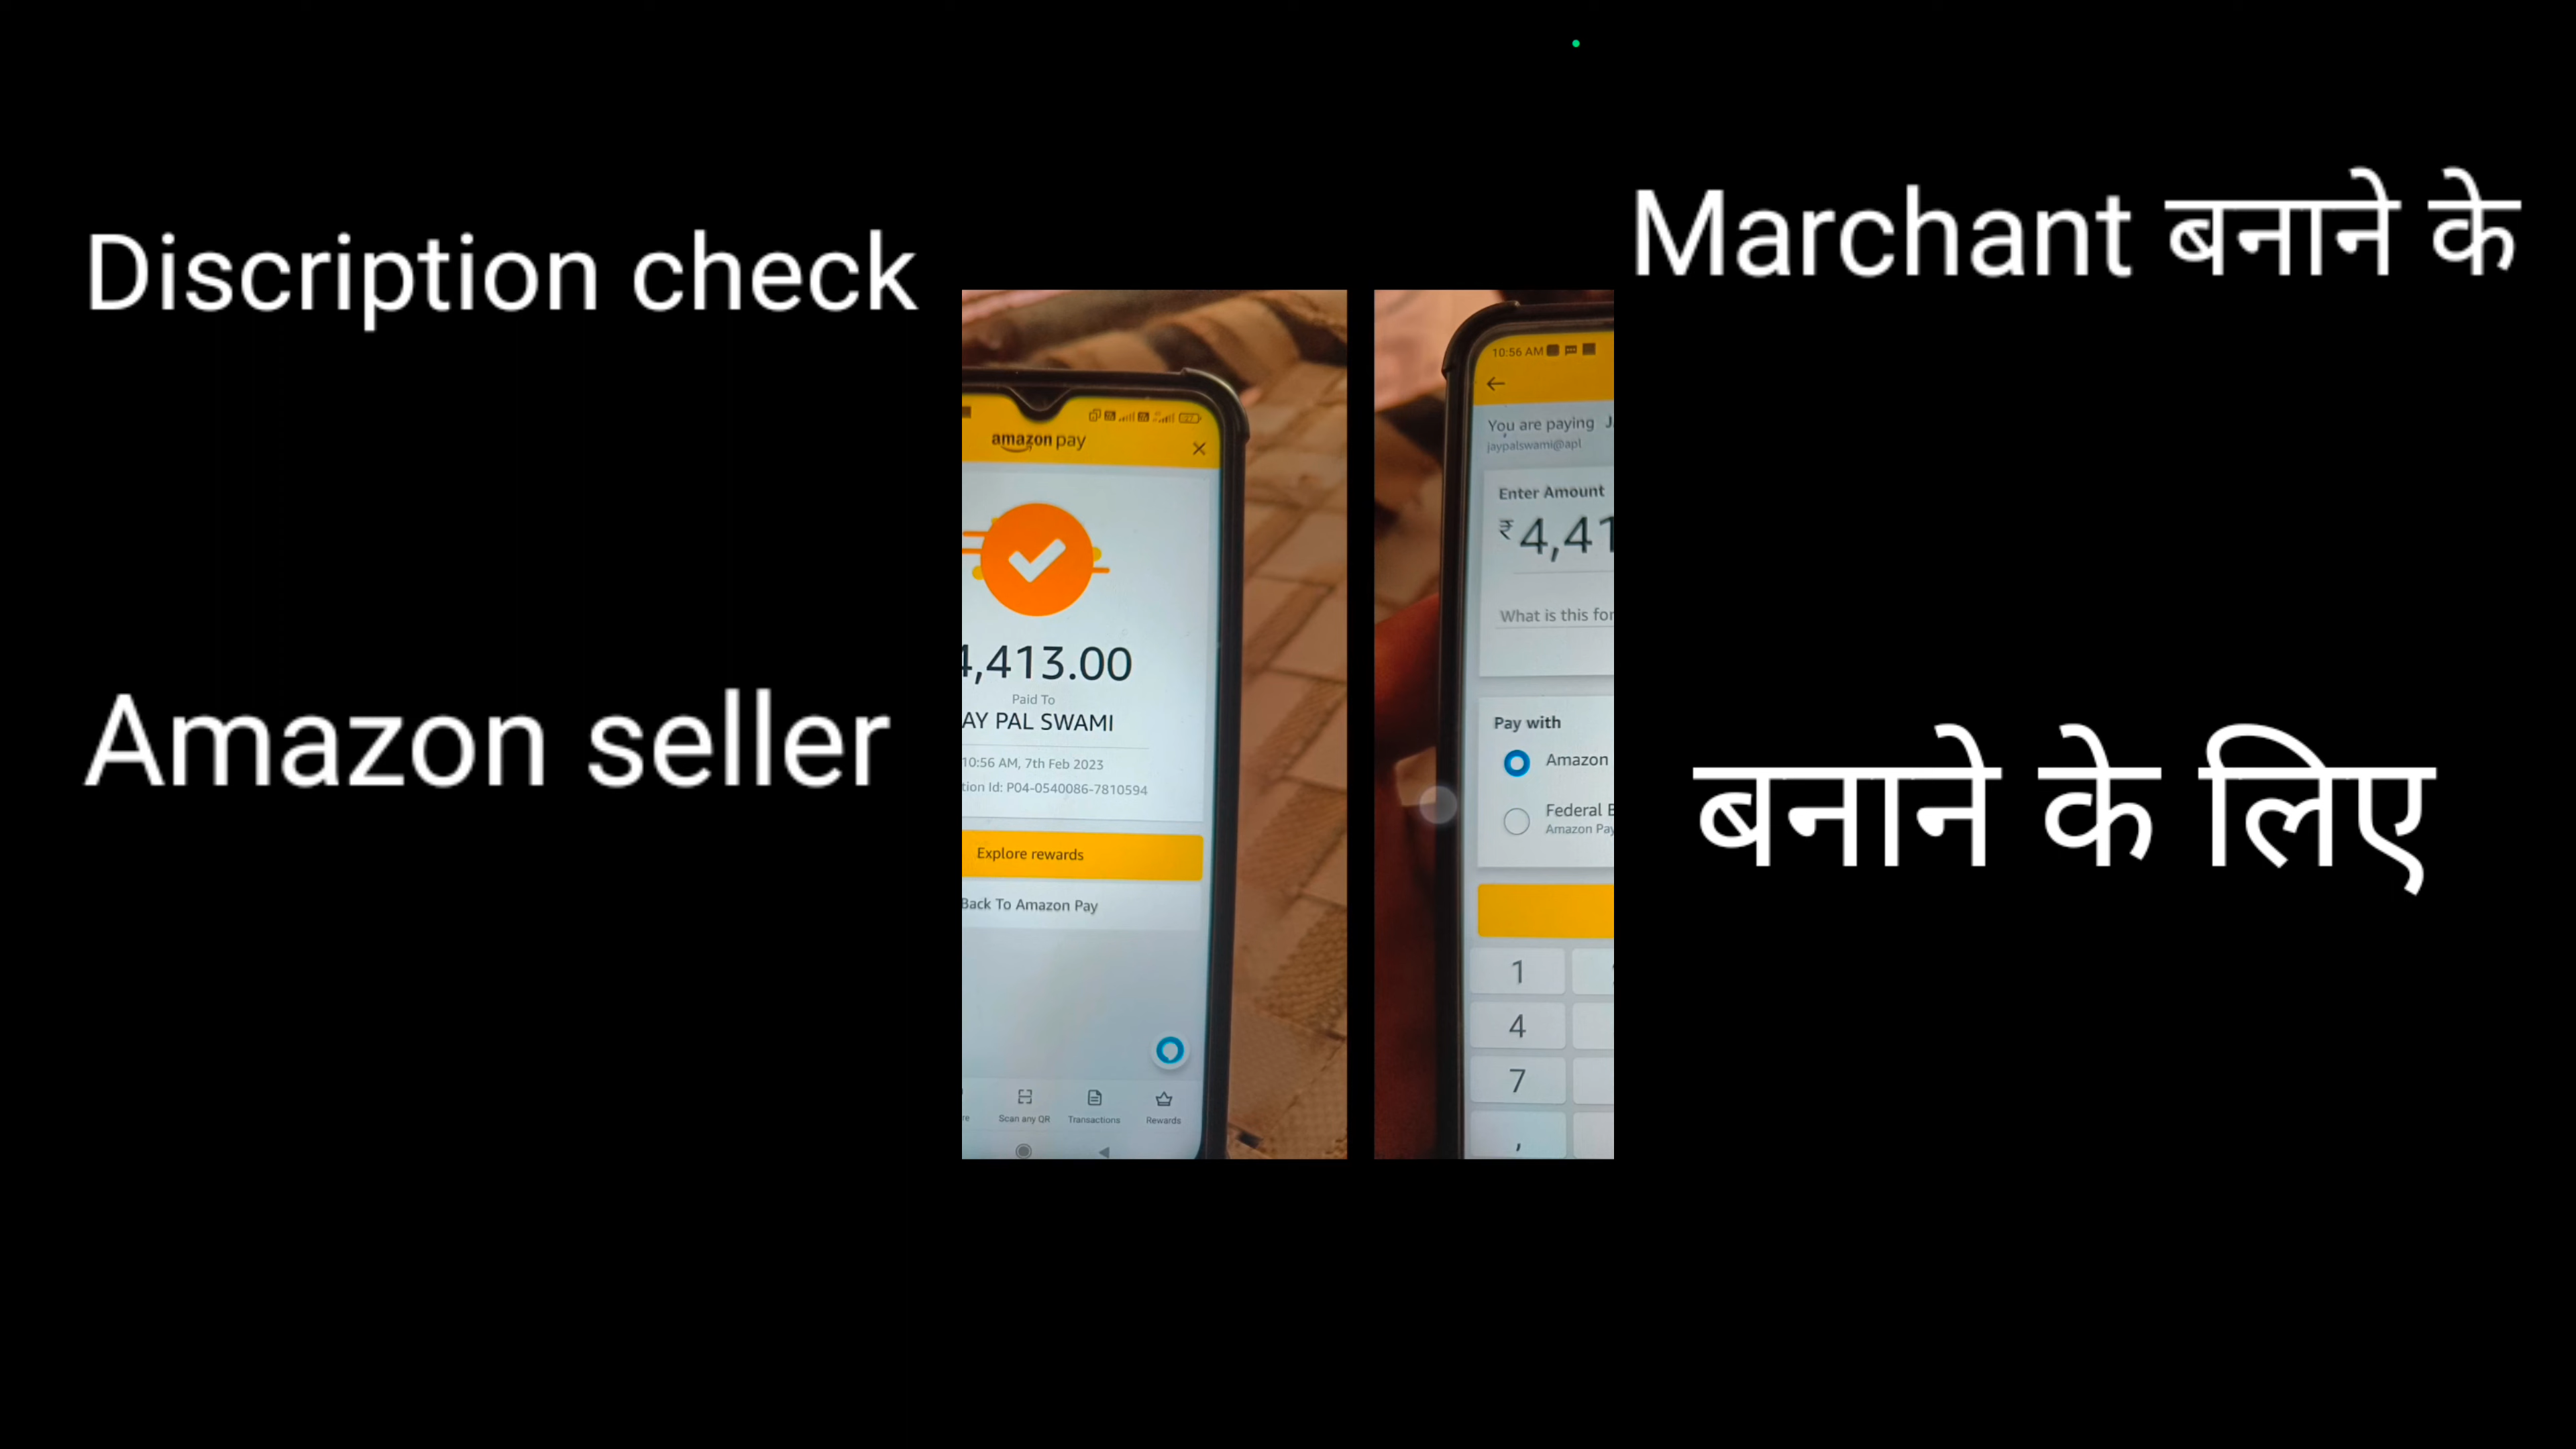 Discription check
Amazon seller
amazon pay
4,413.00
Paid To
AY PAL SWAMI
10:56 AM, 7th Feb 2023
tion Id: P04-0540086-7810594
Explore rewards
Back To Amazon Pay
Scan any QR
Transactions
Rewards
10:56 AM
You are paying
jaypalswami@apl
Enter Amount
₹4,41
What is this for
Pay with
Amazon
Federal B
Amazon Pay
1
4
7
,
Marchant बनाने के
बनाने के लिए